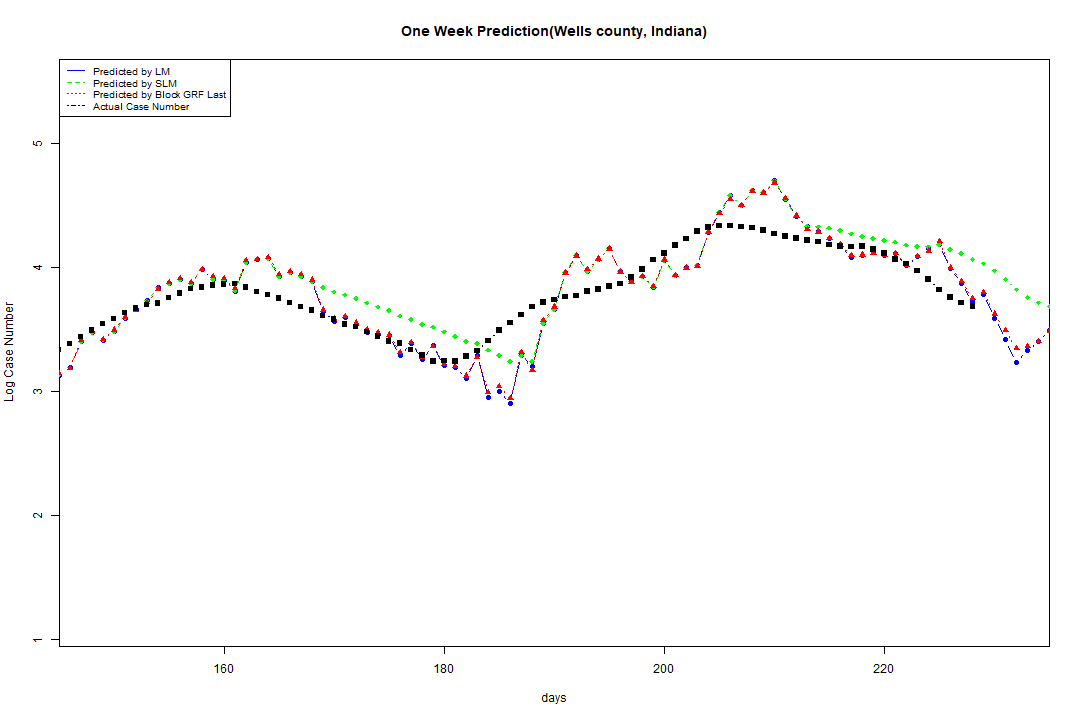 One Week Prediction(Wells county, Indiana)
Predicted by LM
Predicted by SLM
Predicted by Block GRF Last
Actual Case Number
5
4
3
2
1
Log Case Number
160 180 200 220
days